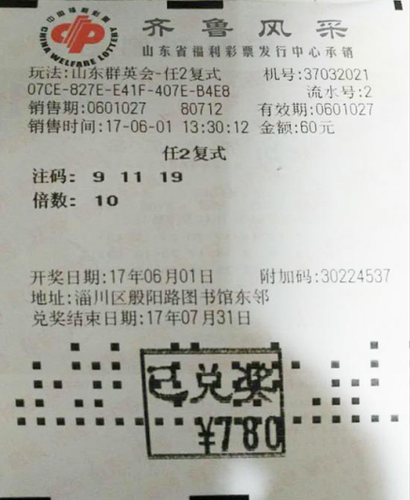 中国福利彩票
CHINA WELFARE LOTTERY
齐鲁风采
山东省福利彩票发行中心承销
玩法:山东群英会-任2复式 机号:37032021
07CE-827E-E41F-407E-B4E8 流水号:2
销售期:0601027 80712 有效期:0601027
销售时间:17-06-01 13:30:12 金额:60元
任2复式
注码: 9 11 19
倍数: 10
开奖日期:17年06月01日 附加码:30224537
地址:淄川区般阳路图书馆东邻
兑奖结束日期:17年07月31日
已兑奖
¥780